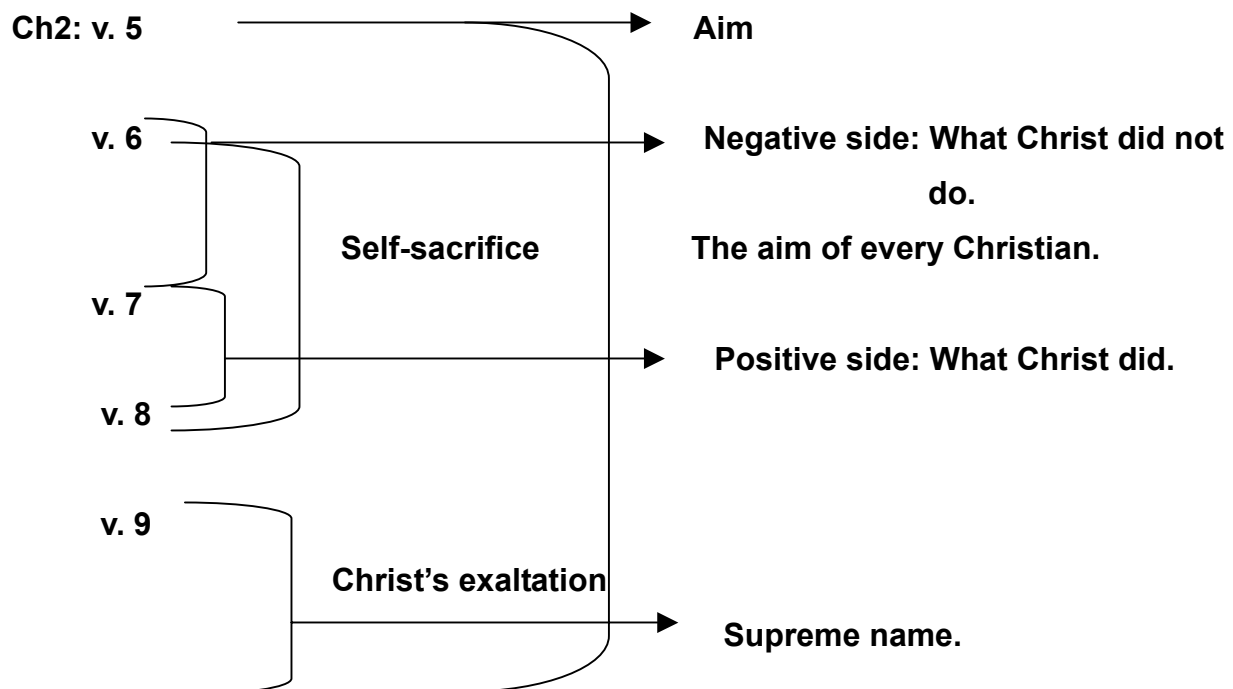 Ch2: v. 5 Aim
v. 6 Negative side: What Christ did not
do.
Self-sacrifice The aim of every Christian.
v. 7
Positive side: What Christ did.
v. 8
v. 9
Christ’s exaltation
Supreme name.